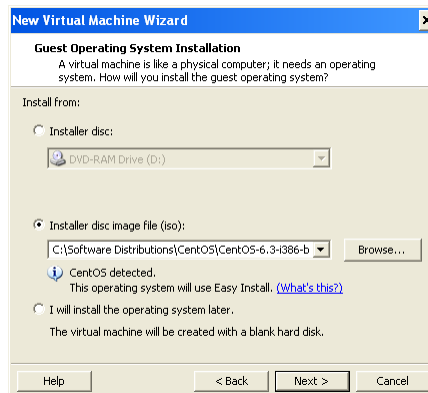 New Virtual Machine Wizard
Guest Operating System Installation
A virtual machine is like a physical computer; it needs an operating
system. How will you install the guest operating system?
Install from:
Installer disc:
DVD-RAM Drive (D:)
Installer disc image file (iso):
C:\Software Distributions\CentOS\CentOS-6.3-i386-b
Browse...
CentOS detected.
This operating system will use Easy Install. (What's this?)
I will install the operating system later.
The virtual machine will be created with a blank hard disk.
Help < Back Next > Cancel